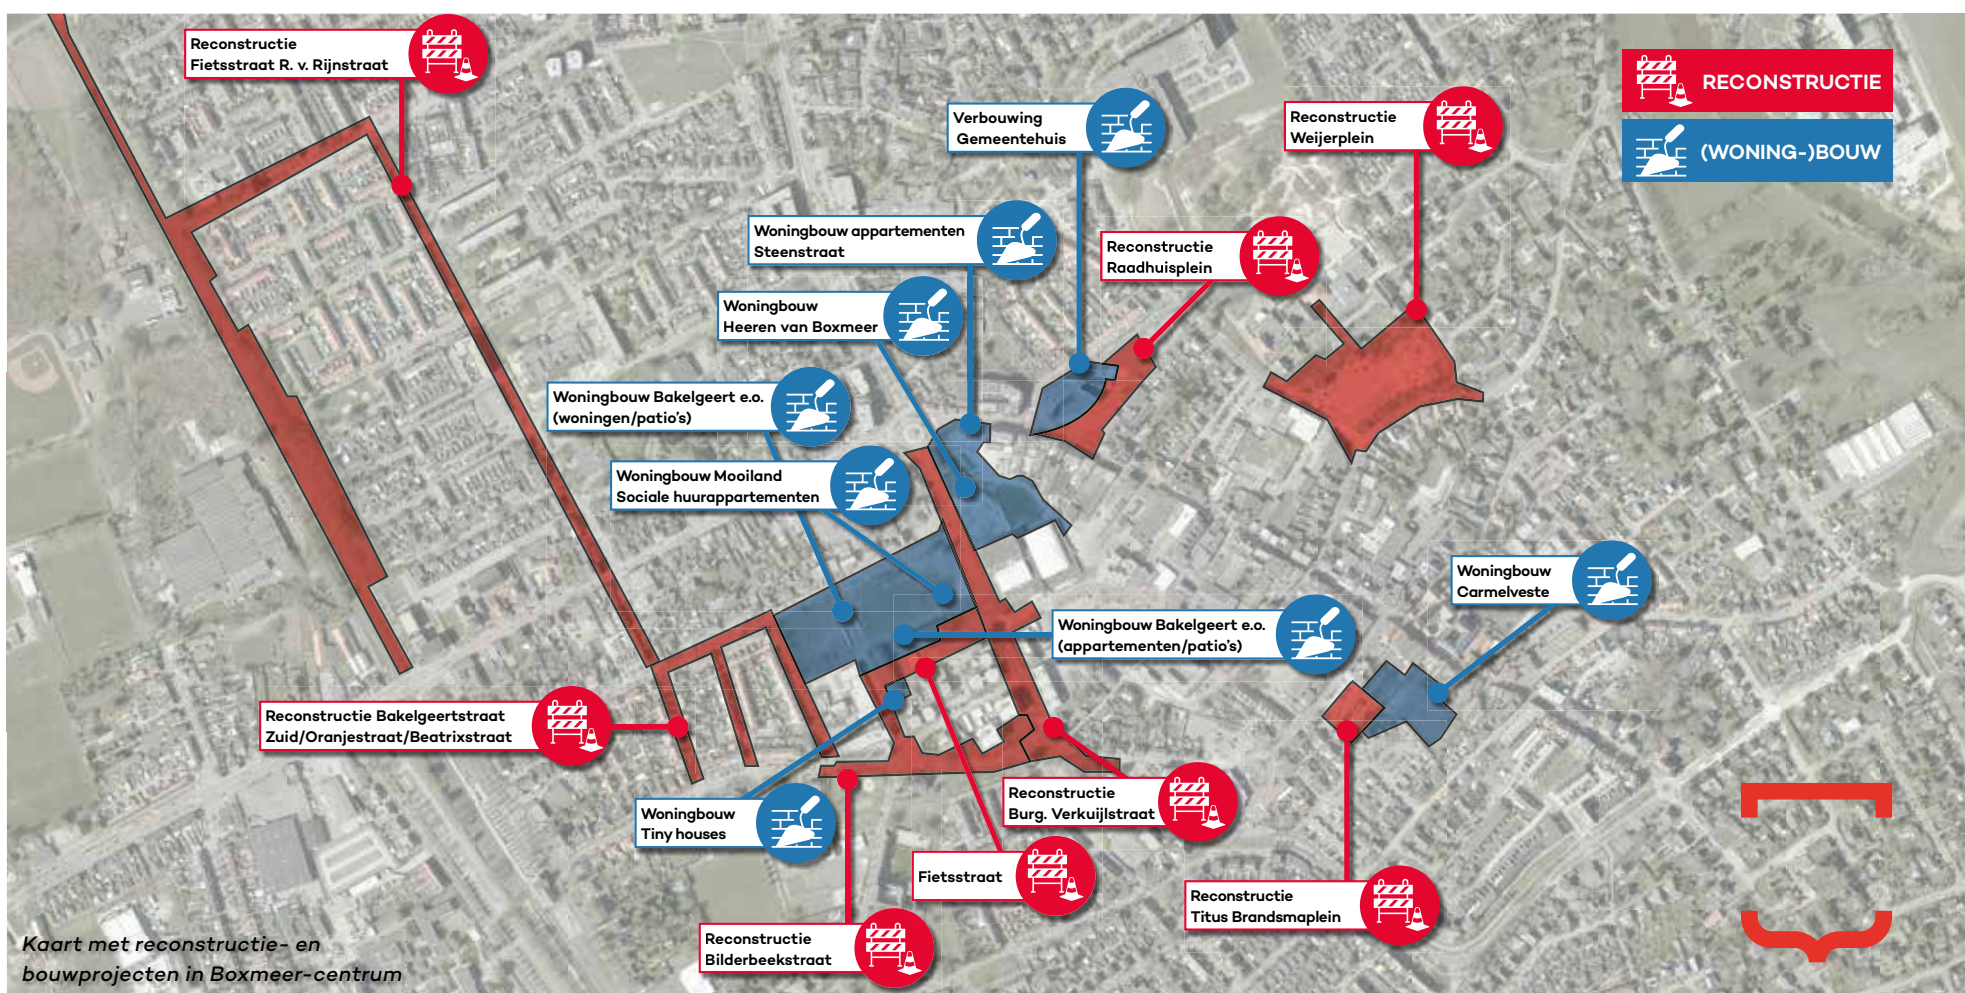 Reconstructie
Fietsstraat R. v. Rijnstraat
RECONSTRUCTIE
(WONING-)BOUW
Verbouwing
Gemeentehuis
Reconstructie
Weijerplein
Woningbouw appartementen
Steenstraat
Reconstructie
Raadhuisplein
Woningbouw
Heeren van Boxmeer
Woningbouw Bakelgeert e.o.
(woningen/patio's)
Woningbouw Mooiland
Sociale huurappartementen
Woningbouw
Carmelveste
Woningbouw Bakelgeert e.o.
(appartementen/patio's)
Reconstructie Bakelgeertstraat
Zuid/Oranjestraat/Beatrixstraat
Woningbouw
Tiny houses
Reconstructie
Burg. Verkuijlstraat
Fietsstraat
Reconstructie
Titus Brandsmaplein
Reconstructie
Bilderbeekstraat
Kaart met reconstructie- en
bouwprojecten in Boxmeer-centrum